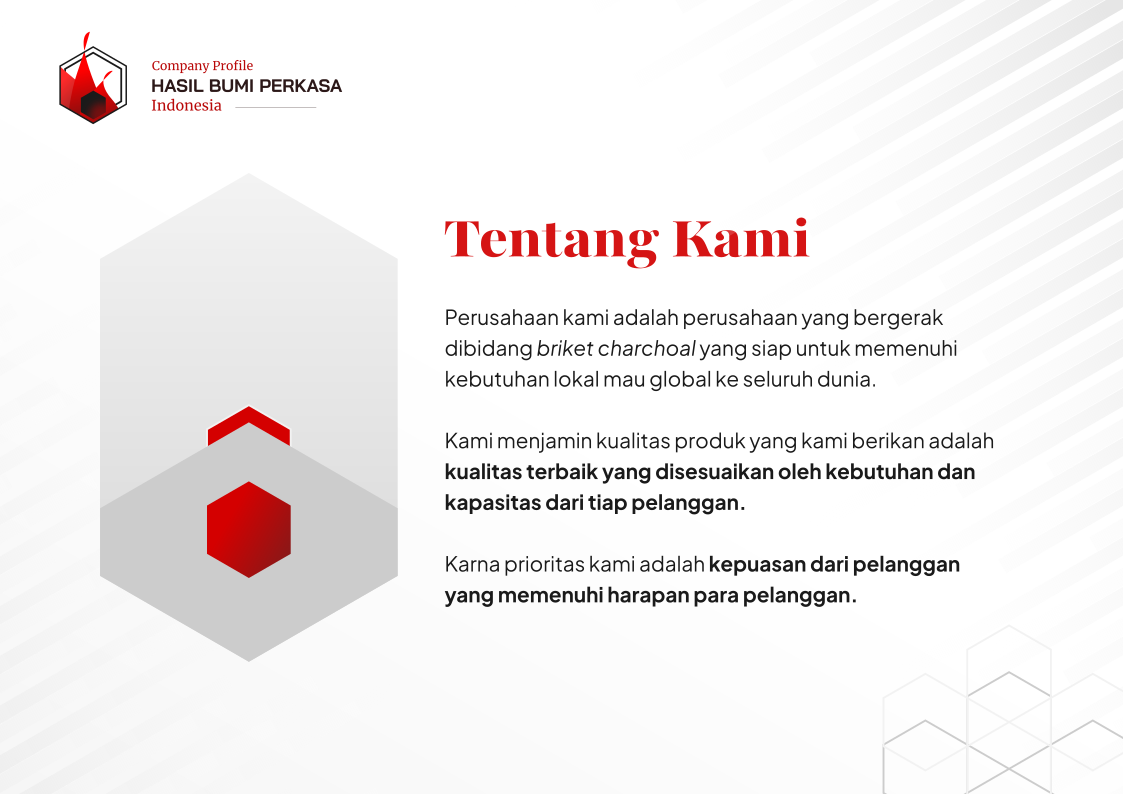 Company Profile
HASIL BUMI PERKASA
Indonesia
Tentang Kami
Perusahaan kami adalah perusahaan yang bergerak
dibidang briket charchoal yang siap untuk memenuhi
kebutuhan lokal mau global ke seluruh dunia.
Kami menjamin kualitas produk yang kami berikan adalah
kualitas terbaik yang disesuaikan oleh kebutuhan dan
kapasitas dari tiap pelanggan.
Karna prioritas kami adalah kepuasan dari pelanggan
yang memenuhi harapan para pelanggan.